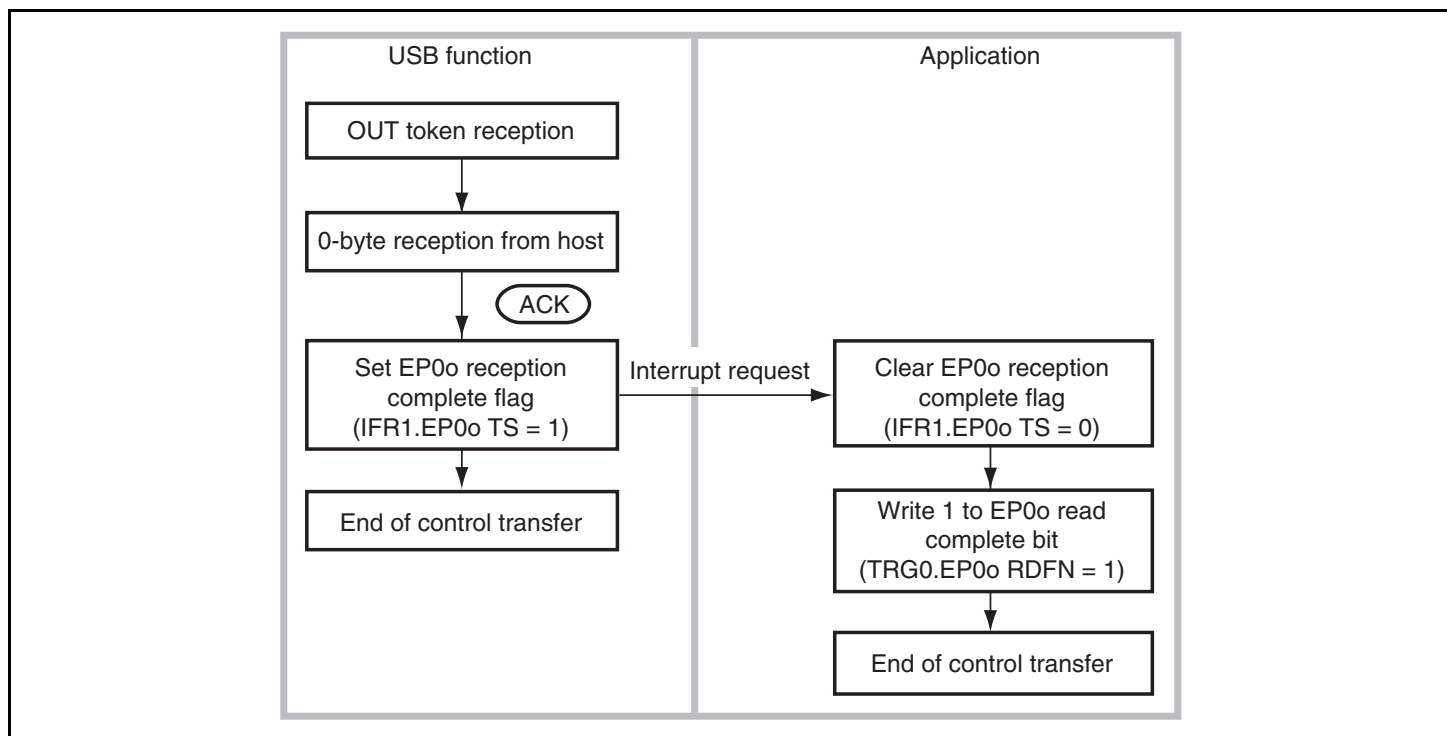 USB function
Application
OUT token reception
0-byte reception from host
ACK
Set EP0o reception
complete flag
(IFR1.EP0o TS = 1)
Interrupt request
Clear EP0o reception
complete flag
(IFR1.EP0o TS = 0)
End of control transfer
Write 1 to EP0o read
complete bit
(TRG0.EP0o RDFN = 1)
End of control transfer